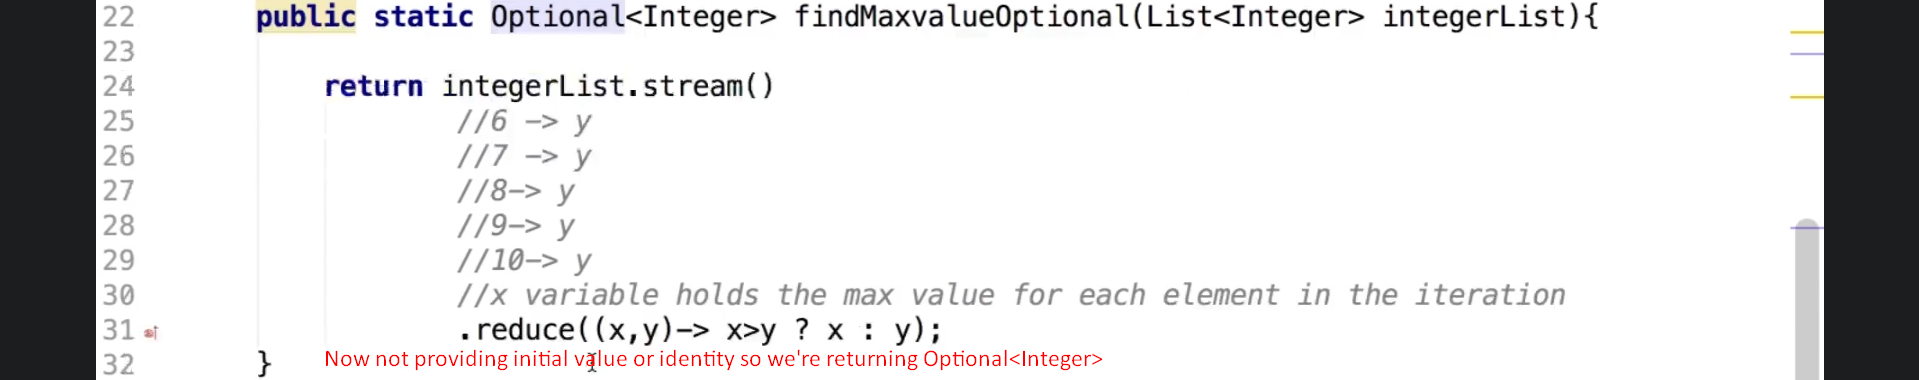 22 public static Optional<Integer> findMaxvalueOptional(List<Integer> integerList){
23
24 return integerList.stream()
25 //6 -> y
26 //7 -> y
27 //8-> y
28 //9-> y
29 //10-> y
30 //x variable holds the max value for each element in the iteration
31 .reduce((x,y)-> x>y ? x : y);
32 } Now not providing initial value or identity so we're returning Optional<Integer>